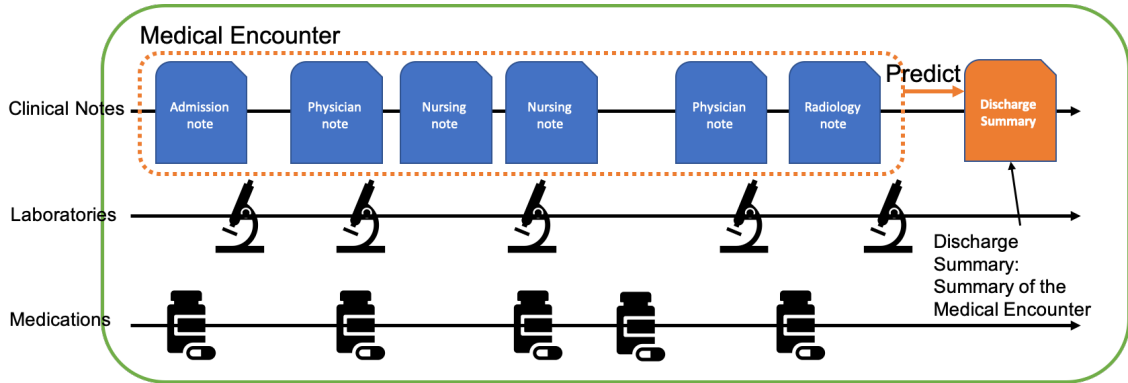 Medical Encounter
Predict
Clinical Notes
Admission
note
Physician
note
Nursing
note
Nursing
note
Physician
note
Radiology
note
Discharge
Summary
Laboratories
Discharge
Summary:
Summary of the
Medical Encounter
Medications